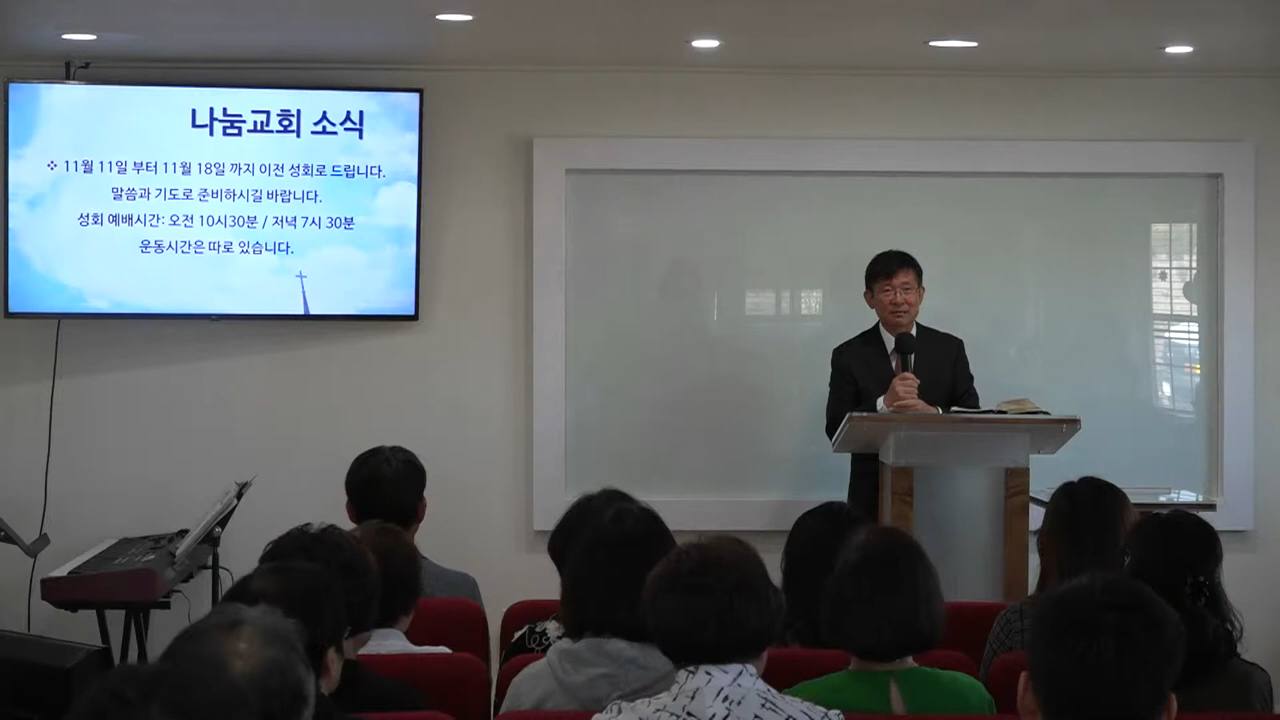 나눔교회 소식
❖ 11월 11일 부터 11월 18일 까지 이전 성회로 드립니다.
말씀과 기도로 준비하시길 바랍니다.
성회 예배시간: 오전 10시30분 / 저녁 7시 30분
운동시간은 따로 있습니다.